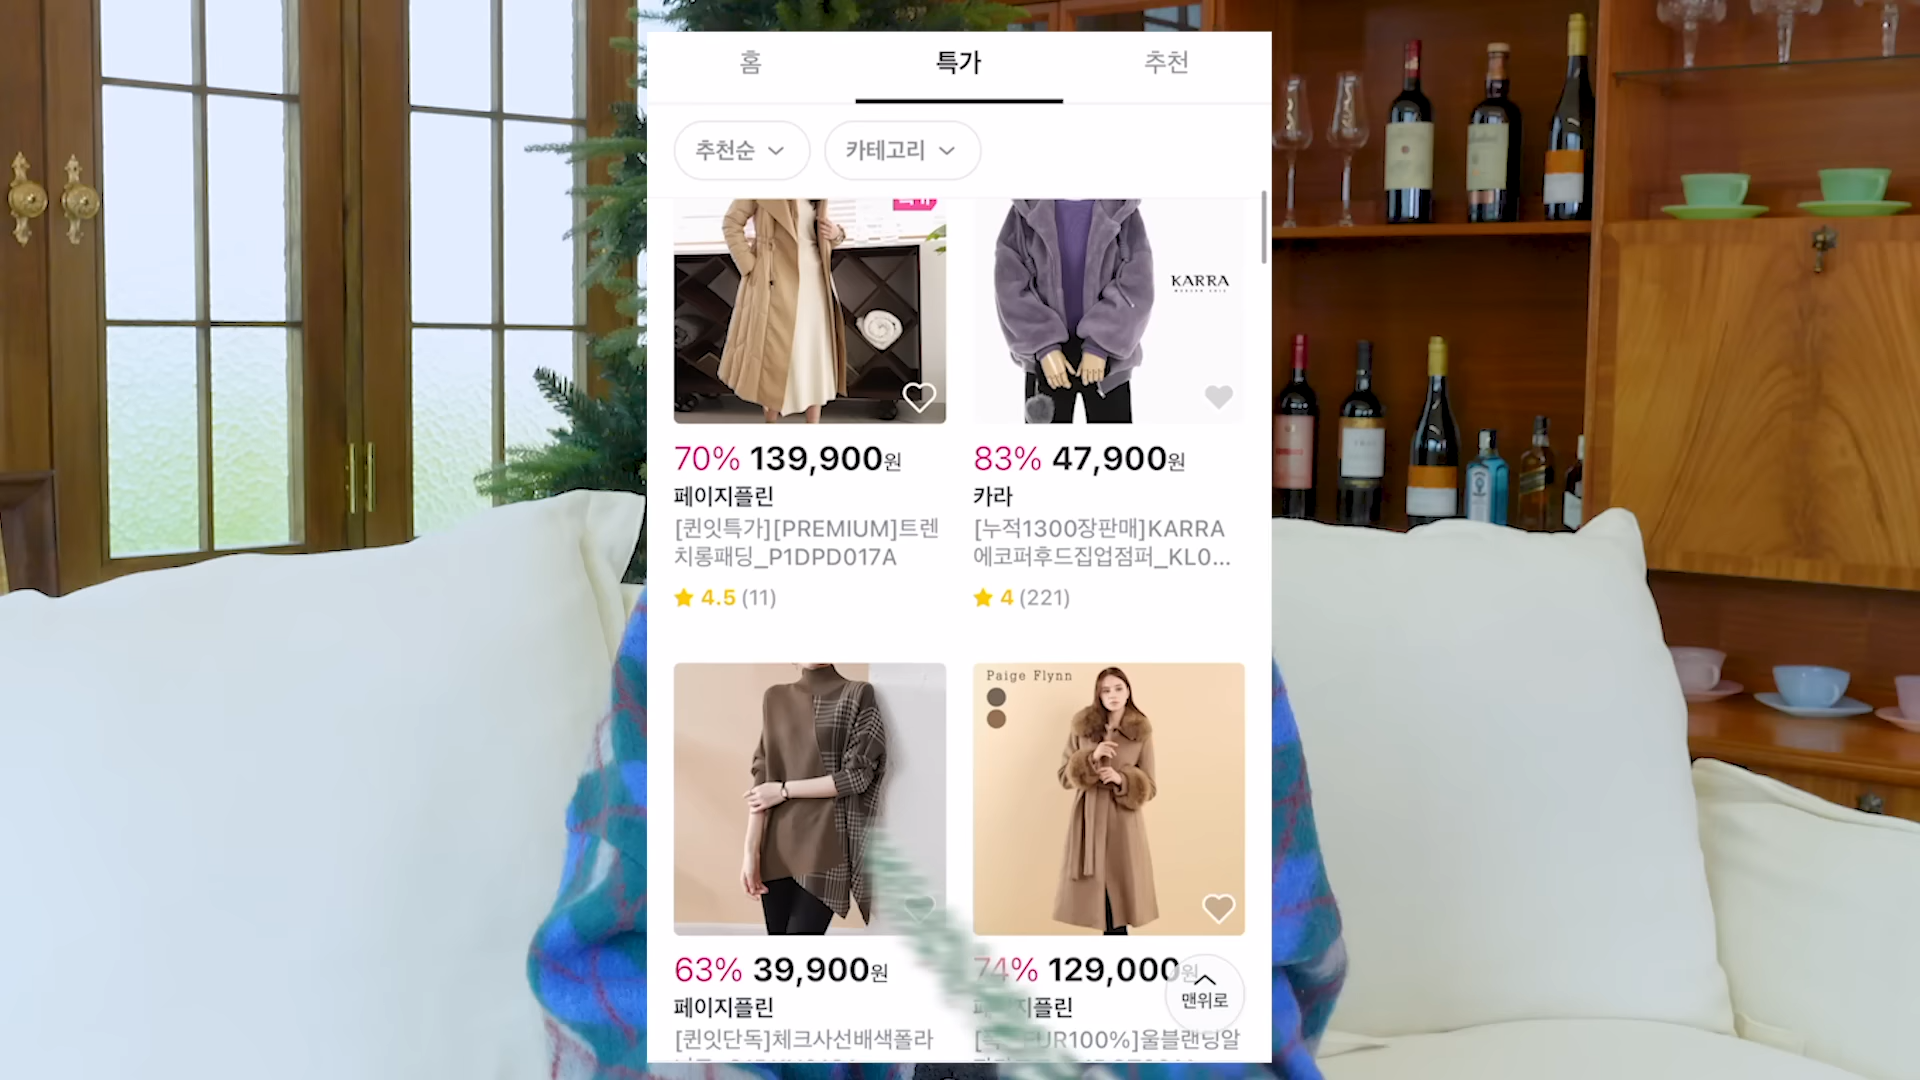 홈
특가
추천
추천순
카테고리
KARRA
70% 139,900원
페이지플린
[퀸잇특가][PREMIUM]트렌
치롱패딩_P1DPD017A
4.5 (11)
83% 47,900원
카라
[누적1300장판매]KARRA
에코퍼후드집업점퍼_KL0...
4 (221)
Paige Flynn
63% 39,900원
페이지플린
[퀸잇단독]체크사선배색폴라
74% 129,000원
맨위로
지플린
FUR100%]울블랜딩알